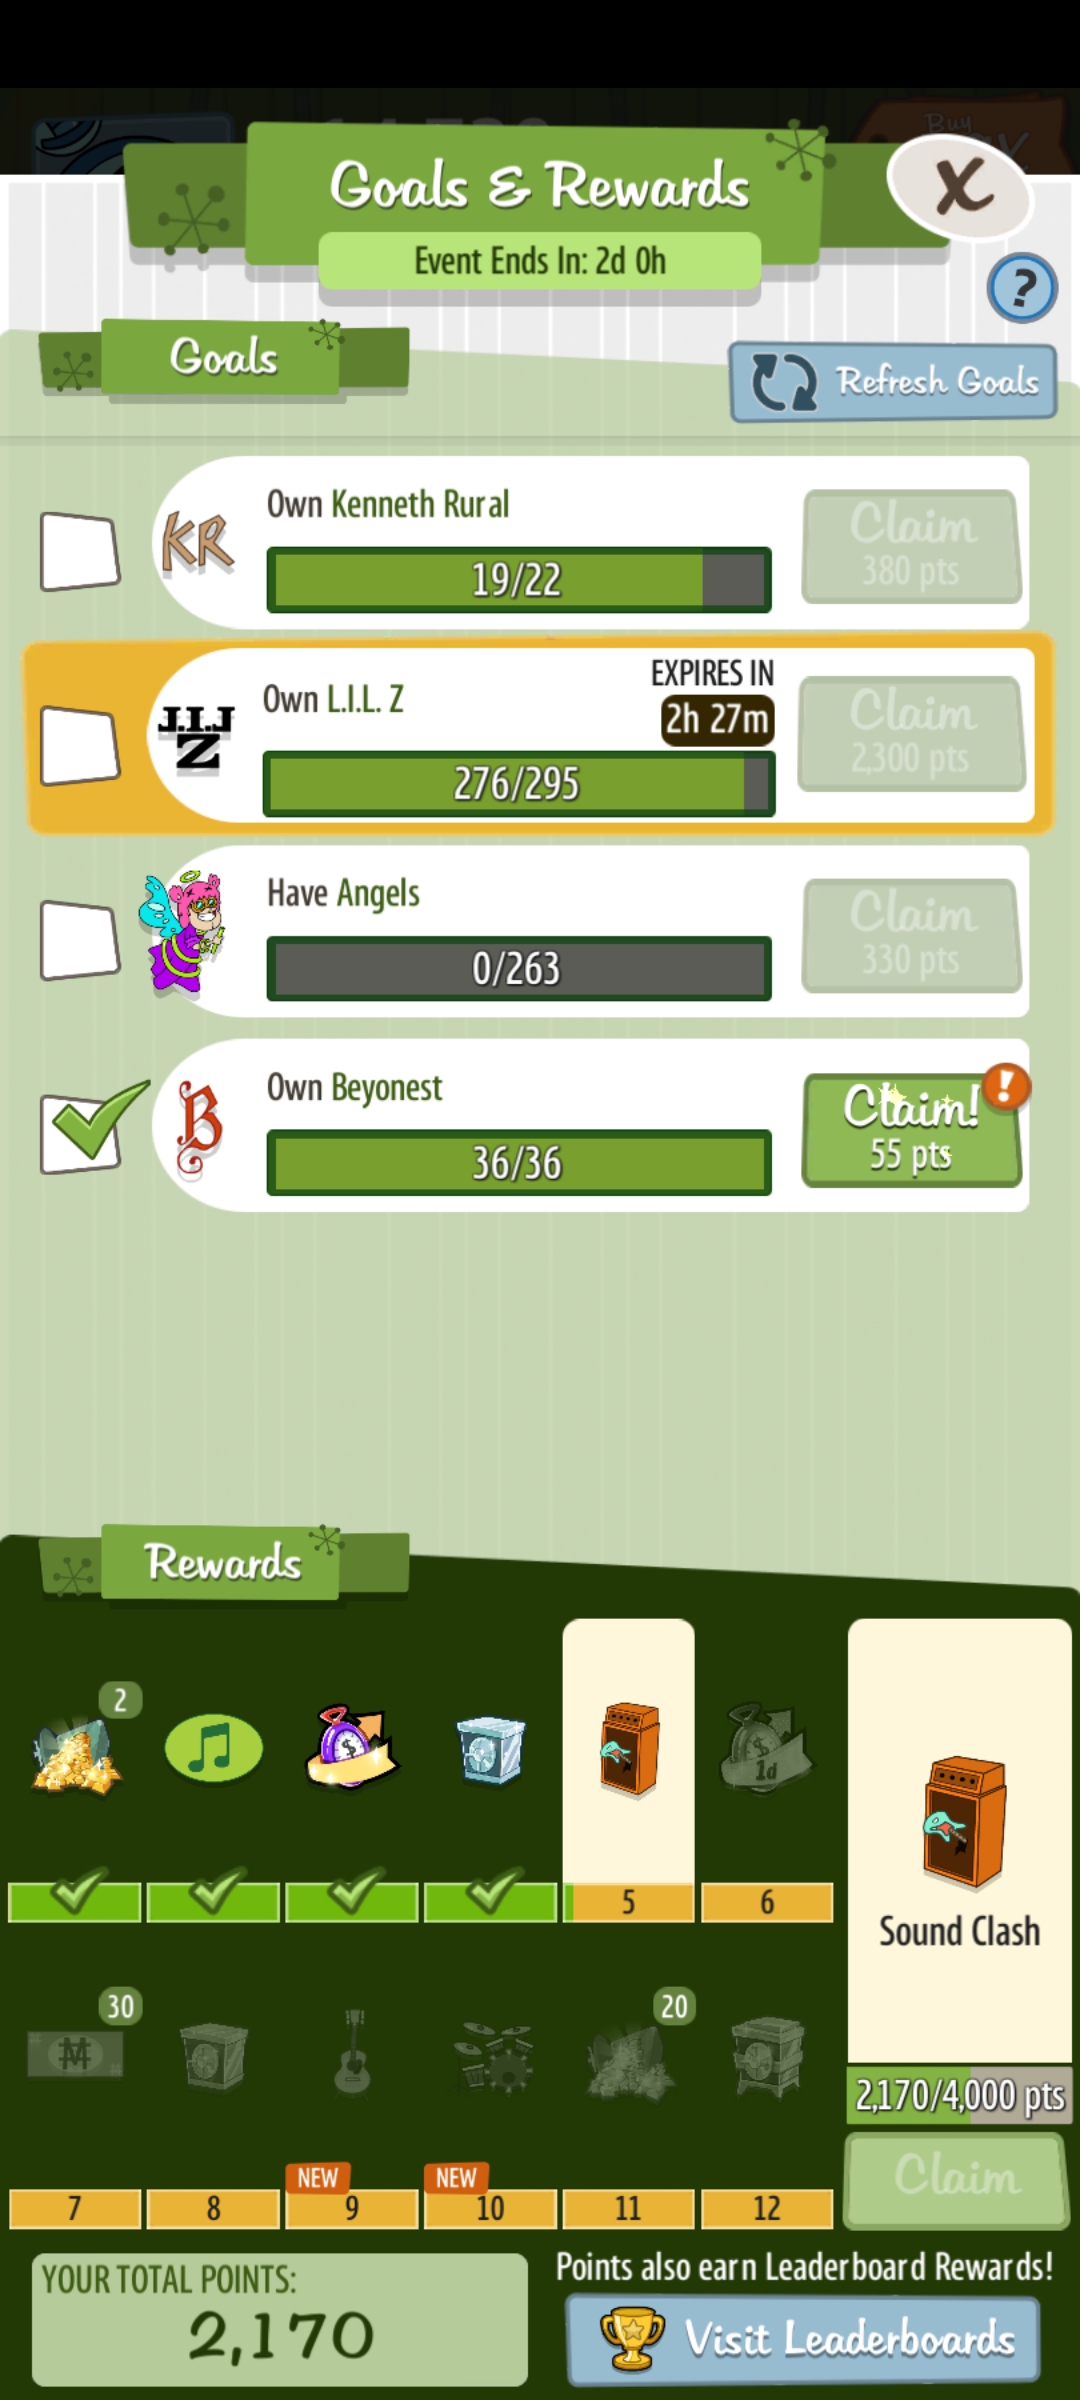 Buy
Goals & Rewards
X
Event Ends In: 2d 0h
?
Goals
Refresh Goals
KR
Own Kenneth Rural
19/22
Claim
380 pts
L.I.L
Z
Own L.I.L. Z
EXPIRES IN
2h 27m
276/295
Claim
2,300 pts
Have Angels
0/263
Claim
330 pts
B
Own Beyonest
36/36
Claim!
55 pts
!
Rewards
2
$
$
1d
5
6
Sound Clash
30
20
2,170/4,000 pts
Claim
NEW
NEW
7
8
9
10
11
12
YOUR TOTAL POINTS:
2,170
Points also earn Leaderboard Rewards!
Visit Leaderboards